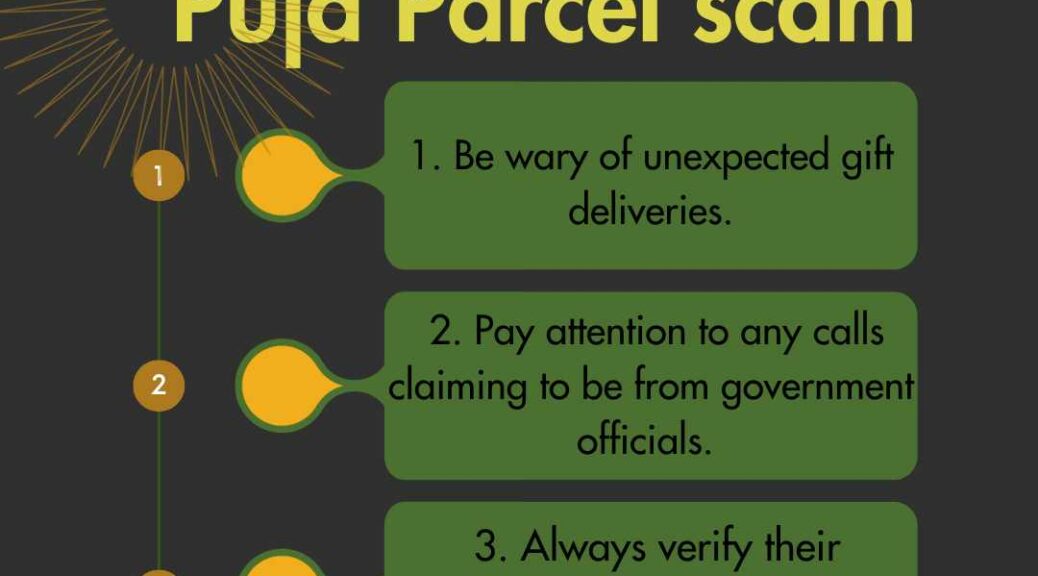 Puja Parcel scam
1
1. Be wary of unexpected gift
deliveries.
2
2. Pay attention to any calls
claiming to be from government
officials.
3. Always verify their